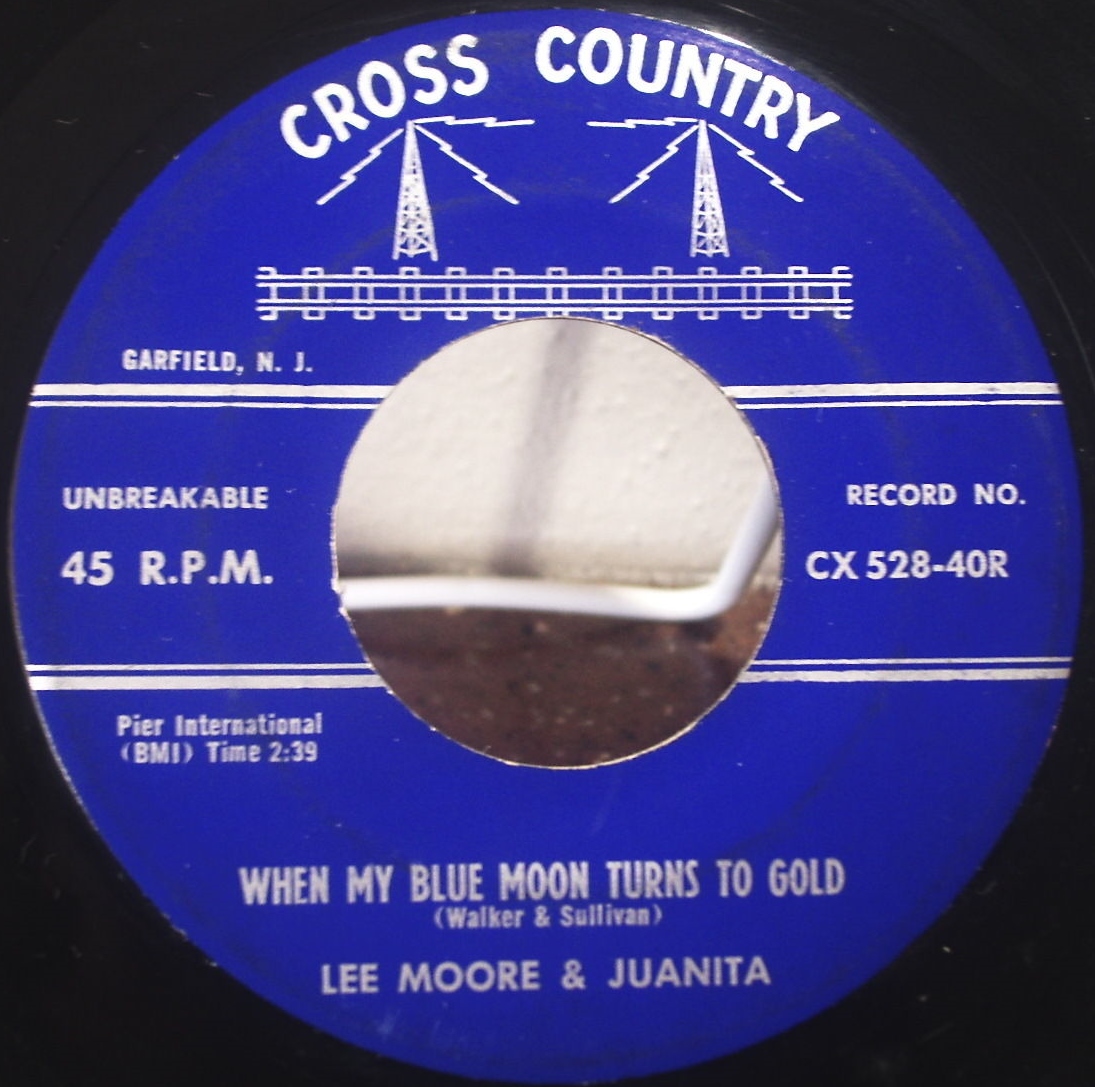 CROSS COUNTRY
GARFIELD, N. J.
UNBREAKABLE
45 R.P.M.
RECORD NO.
CX 528-40R
Pier International
(BMI) Time 2:39
WHEN MY BLUE MOON TURNS TO GOLD
(Walker & Sullivan)
LEE MOORE & JUANITA